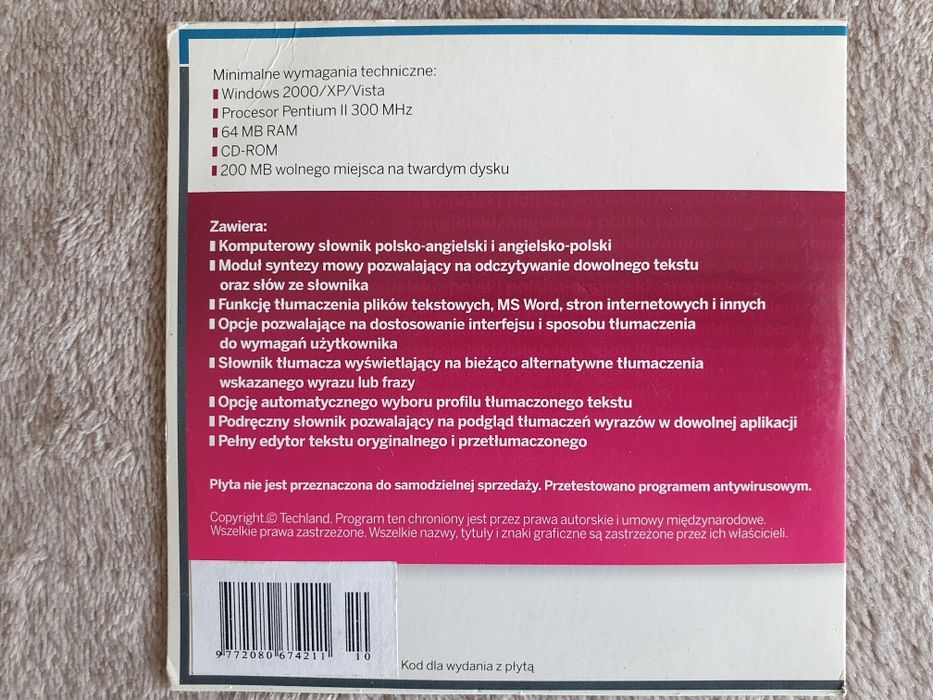 Minimalne wymagania techniczne:
Windows 2000/XP/Vista
Procesor Pentium II 300 MHz
64 MB RAM
CD-ROM
200 MB wolnego miejsca na twardym dysku
Zawiera:
Komputerowy słownik polsko-angielski i angielsko-polski
Moduł syntezy mowy pozwalający na odczytywanie dowolnego tekstu
oraz słów ze słownika
Funkcję tłumaczenia plików tekstowych, MS Word, stron internetowych i innych
Opcje pozwalające na dostosowanie interfejsu i sposobu tłumaczenia
do wymagań użytkownika
Słownik tłumacza wyświetlający na bieżąco alternatywne tłumaczenia
wskazanego wyrazu lub frazy
Opcję automatycznego wyboru profilu tłumaczonego tekstu
Podręczny słownik pozwalający na podgląd tłumaczeń wyrazów w dowolnej aplikacji
Pełny edytor tekstu oryginalnego i przetłumaczonego
Płyta nie jest przeznaczona do samodzielnej sprzedaży. Przetestowano programem antywirusowym.
Copyright © Techland. Program ten chroniony jest przez prawa autorskie i umowy międzynarodowe.
Wszelkie prawa zastrzeżone. Wszelkie nazwy, tytuły i znaki graficzne są zastrzeżone przez ich właścicieli.
9 772080 674211 10
Kod dla wydania z płytą